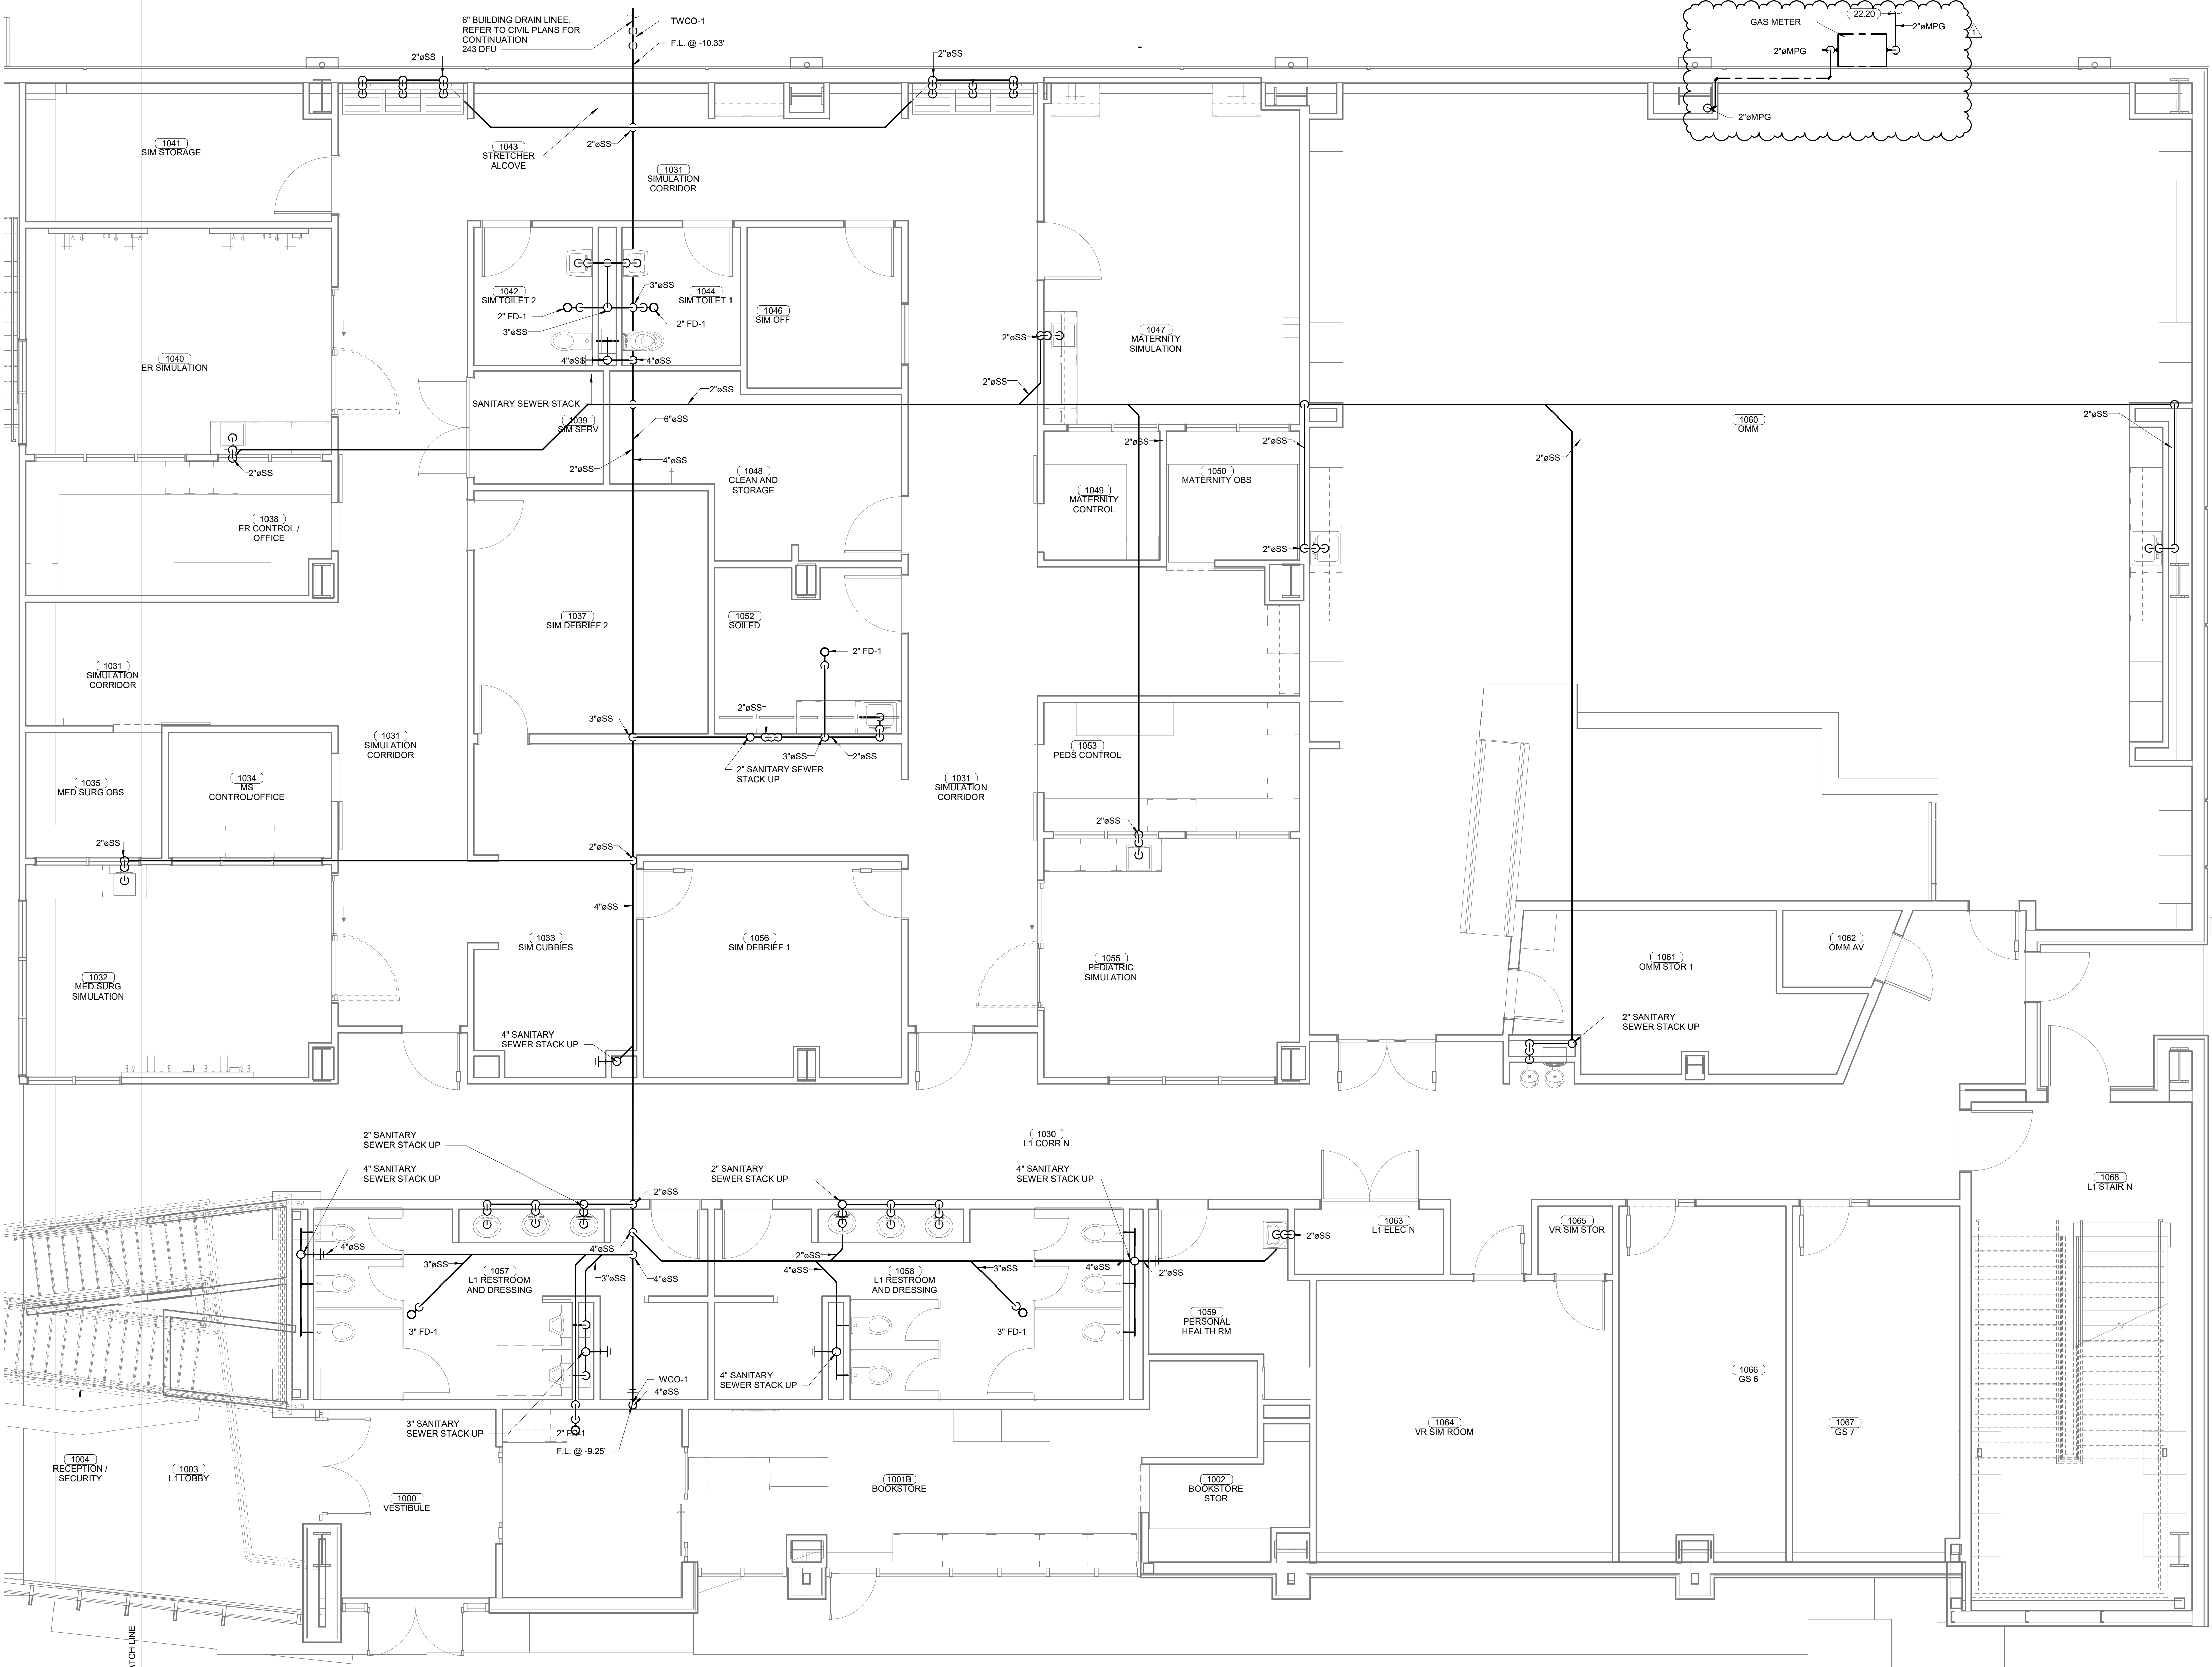 6" BUILDING DRAIN LINEE.
REFER TO CIVIL PLANS FOR
CONTINUATION
243 DFU
TWCO-1
F.L. @ -10.33'
2"øSS
2"øSS
22.20
GAS METER
2"øMPG
2"øMPG
2"øMPG
1
1041
SIM STORAGE
1043
STRETCHER
ALCOVE
2"øSS
1031
SIMULATION
CORRIDOR
1042
SIM TOILET 2
2" FD-1
3"øSS
3"øSS
1044
SIM TOILET 1
2" FD-1
1046
SIM OFF
4"øSS
4"øSS
2"øSS
1047
MATERNITY
SIMULATION
1040
ER SIMULATION
2"øSS
2"øSS
SANITARY SEWER STACK
1039
SIM SERV
6"øSS
2"øSS
4"øSS
2"øSS
2"øSS
2"øSS
1060
OMM
2"øSS
2"øSS
1048
CLEAN AND
STORAGE
1049
MATERNITY
CONTROL
1050
MATERNITY OBS
1038
ER CONTROL /
OFFICE
2"øSS
1037
SIM DEBRIEF 2
1052
SOILED
2" FD-1
1031
SIMULATION
CORRIDOR
3"øSS
2"øSS
3"øSS
2"øSS
2" SANITARY SEWER
STACK UP
1031
SIMULATION
CORRIDOR
1053
PEDS CONTROL
1035
MED SURG OBS
1034
MS
CONTROL/OFFICE
1031
SIMULATION
CORRIDOR
2"øSS
2"øSS
2"øSS
4"øSS
1033
SIM CUBBIES
1056
SIM DEBRIEF 1
1055
PEDIATRIC
SIMULATION
1061
OMM STOR 1
1062
OMM AV
1032
MED SURG
SIMULATION
4" SANITARY
SEWER STACK UP
2" SANITARY
SEWER STACK UP
2" SANITARY
SEWER STACK UP
4" SANITARY
SEWER STACK UP
2" SANITARY
SEWER STACK UP
1030
L1 CORR N
4" SANITARY
SEWER STACK UP
1068
L1 STAIR N
2"øSS
1063
L1 ELEC N
1065
VR SIM STOR
4"øSS
4"øSS
2"øSS
2"øSS
3"øSS
1057
L1 RESTROOM
AND DRESSING
3"øSS
4"øSS
4"øSS
1058
L1 RESTROOM
AND DRESSING
3"øSS
4"øSS
2"øSS
3" FD-1
3" FD-1
1059
PERSONAL
HEALTH RM
4" SANITARY
SEWER STACK UP
WCO-1
4"øSS
1066
GS 6
3" SANITARY
SEWER STACK UP
2" FD-1
F.L. @ -9.25'
1064
VR SIM ROOM
1067
GS 7
1004
RECEPTION /
SECURITY
1003
L1 LOBBY
1000
VESTIBULE
1001B
BOOKSTORE
1002
BOOKSTORE
STOR
ATCH LINE